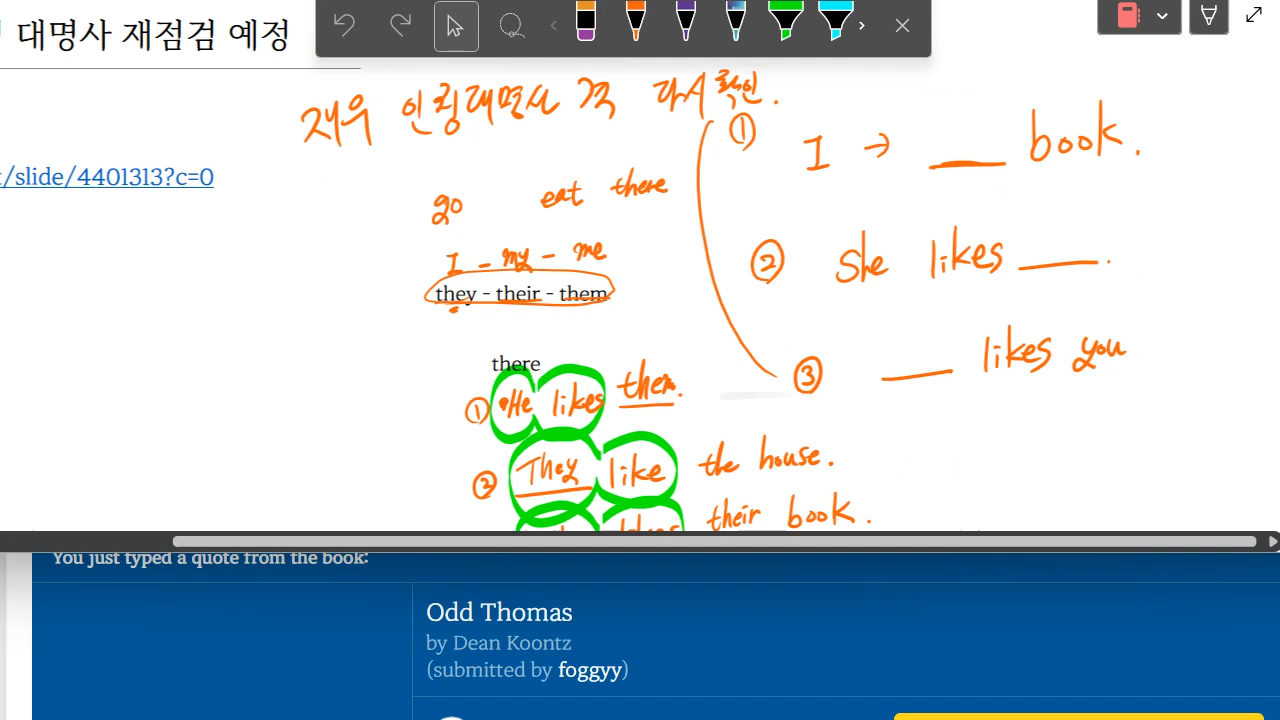 대명사 재점검 예정
재우 인칭대명사 격 다시 확인.
t/slide/4401313?c=0
go eat there
I - my - me
they - their - them
there
① He likes them.
② They like the house.
likes their book.
① I → ___ book.
② She likes ___.
③ ___ likes you
You just typed a quote from the book:
Odd Thomas
by Dean Koontz
(submitted by foggyy)